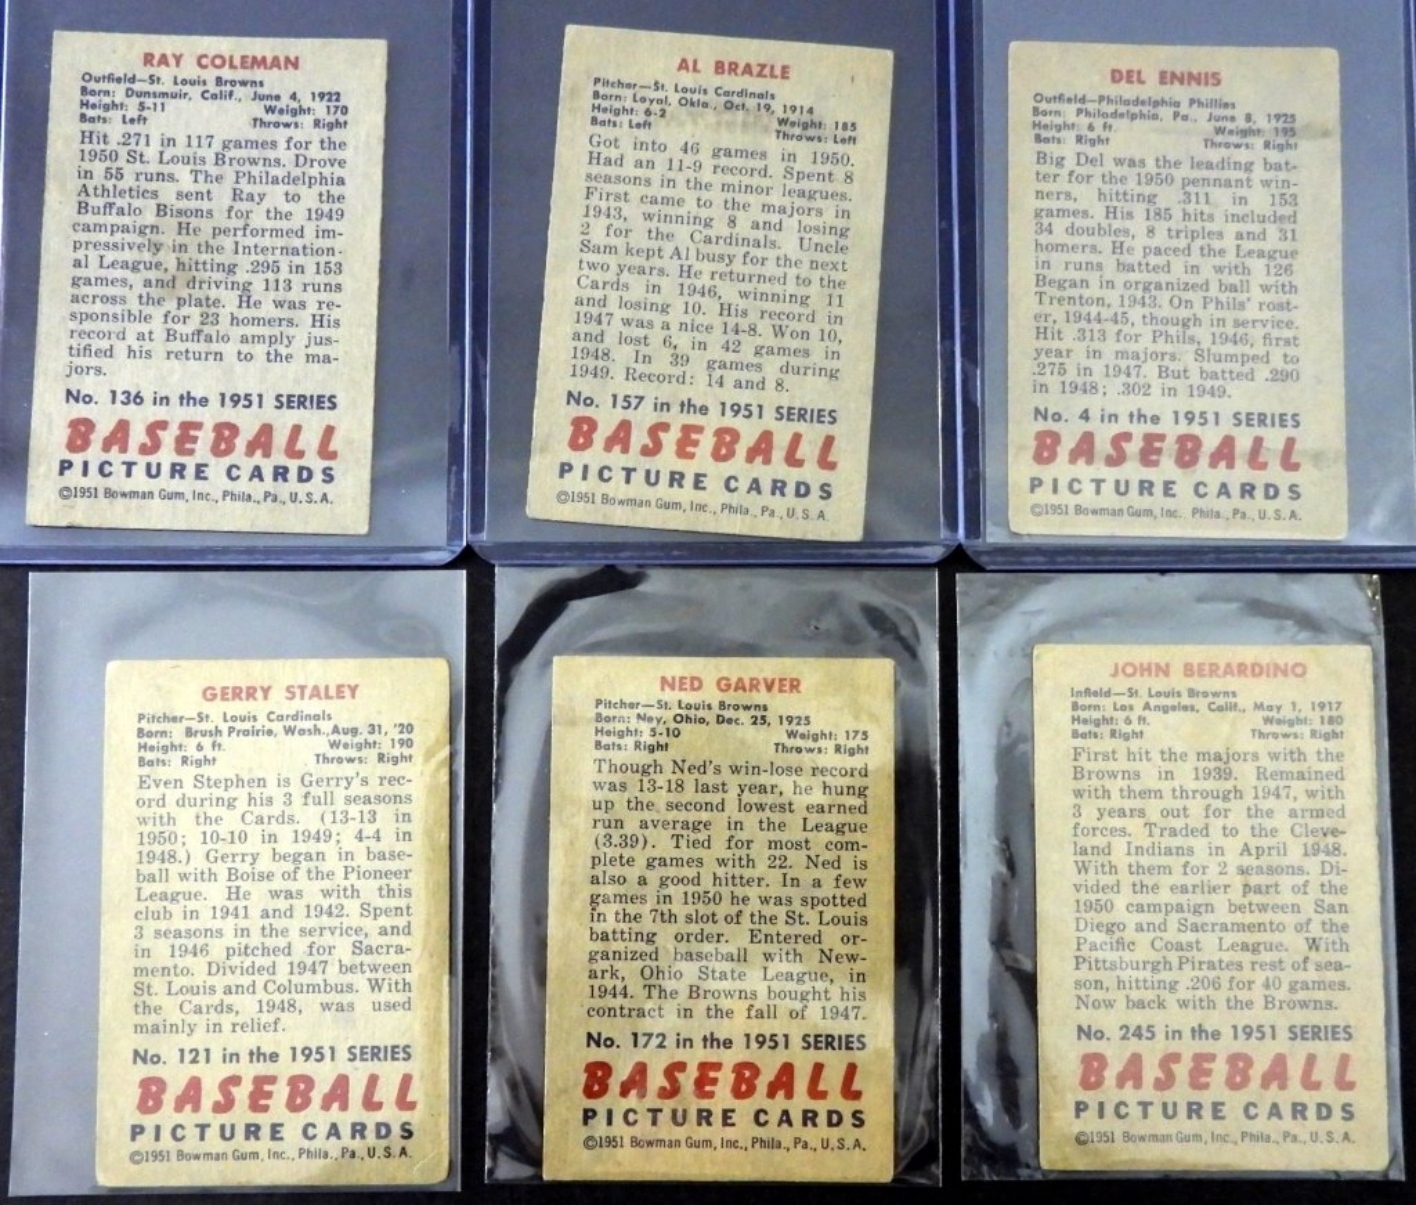 RAY COLEMAN
Outfield—St. Louis Browns
Born: Dunsmuir, Calif., June 4, 1922
Height: 5-11 Weight: 170
Bats: Left Throws: Right
Hit .271 in 117 games for the
1950 St. Louis Browns. Drove
in 55 runs. The Philadelphia
Athletics sent Ray to the
Buffalo Bisons for the 1949
campaign. He performed im-
pressively in the Internation-
al League, hitting .295 in 153
games, and driving 113 runs
across the plate. He was re-
sponsible for 23 homers. His
record at Buffalo amply jus-
tified his return to the ma-
jors.
No. 136 in the 1951 SERIES
BASEBALL
PICTURE CARDS
©1951 Bowman Gum, Inc., Phila., Pa., U.S.A.
AL BRAZLE
Pitcher—St. Louis Cardinals
Born: Loyal, Okla., Oct. 19, 1914
Height: 6-2 Weight: 185
Bats: Left Throws: Left
Got into 46 games in 1950.
Had an 11-9 record. Spent 8
seasons in the minor leagues.
First came to the majors in
1943, winning 8 and losing
2 for the Cardinals. Uncle
Sam kept Al busy for the next
two years. He returned to the
Cards in 1946, winning 11
and losing 10. His record in
1947 was a nice 14-8. Won 10,
and lost 6, in 42 games in
1948. In 39 games during
1949. Record: 14 and 8.
No. 157 in the 1951 SERIES
BASEBALL
PICTURE CARDS
©1951 Bowman Gum, Inc., Phila., Pa., U.S.A.
DEL ENNIS
Outfield—Philadelphia Phillies
Born: Philadelphia, Pa., June 8, 1925
Height: 6 ft. Weight: 195
Bats: Right Throws: Right
Big Del was the leading bat-
ter for the 1950 pennant win-
ners, hitting .311 in 153
games. His 185 hits included
34 doubles, 8 triples and 31
homers. He paced the League
in runs batted in with 126
Began in organized ball with
Trenton, 1943. On Phils' rost-
er, 1944-45, though in service.
Hit .313 for Phils, 1946, first
year in majors. Slumped to
.275 in 1947. But batted .290
in 1948; .302 in 1949.
No. 4 in the 1951 SERIES
BASEBALL
PICTURE CARDS
©1951 Bowman Gum, Inc. Phila., Pa., U.S.A.
GERRY STALEY
Pitcher—St. Louis Cardinals
Born: Brush Prairie, Wash., Aug. 31, '20
Height: 6 ft. Weight: 190
Bats: Right Throws: Right
Even Stephen is Gerry's rec-
ord during his 3 full seasons
with the Cards. (13-13 in
1950; 10-10 in 1949; 4-4 in
1948.) Gerry began in base-
ball with Boise of the Pioneer
League. He was with this
club in 1941 and 1942. Spent
3 seasons in the service, and
in 1946 pitched for Sacra-
mento. Divided 1947 between
St. Louis and Columbus. With
the Cards, 1948, was used
mainly in relief.
No. 121 in the 1951 SERIES
BASEBALL
PICTURE CARDS
©1951 Bowman Gum, Inc., Phila., Pa., U.S.A.
NED GARVER
Pitcher—St. Louis Browns
Born: Ney, Ohio, Dec. 25, 1925
Height: 5-10 Weight: 175
Bats: Right Throws: Right
Though Ned's win-lose record
was 13-18 last year, he hung
up the second lowest earned
run average in the League
(3.39). Tied for most com-
plete games with 22. Ned is
also a good hitter. In a few
games in 1950 he was spotted
in the 7th slot of the St. Louis
batting order. Entered or-
ganized baseball with New-
ark, Ohio State League, in
1944. The Browns bought his
contract in the fall of 1947.
No. 172 in the 1951 SERIES
BASEBALL
PICTURE CARDS
©1951 Bowman Gum, Inc., Phila., Pa., U.S.A.
JOHN BERARDINO
Infield—St. Louis Browns
Born: Los Angeles, Calif., May 1, 1917
Height: 6 ft. Weight: 180
Bats: Right Throws: Right
First hit the majors with the
Browns in 1939. Remained
with them through 1947, with
3 years out for the armed
forces. Traded to the Cleve-
land Indians in April 1948.
With them for 2 seasons. Di-
vided the earlier part of the
1950 campaign between San
Diego and Sacramento of the
Pacific Coast League. With
Pittsburgh Pirates rest of sea-
son, hitting .206 for 40 games.
Now back with the Browns.
No. 245 in the 1951 SERIES
BASEBALL
PICTURE CARDS
©1951 Bowman Gum, Inc., Phila., Pa., U.S.A.